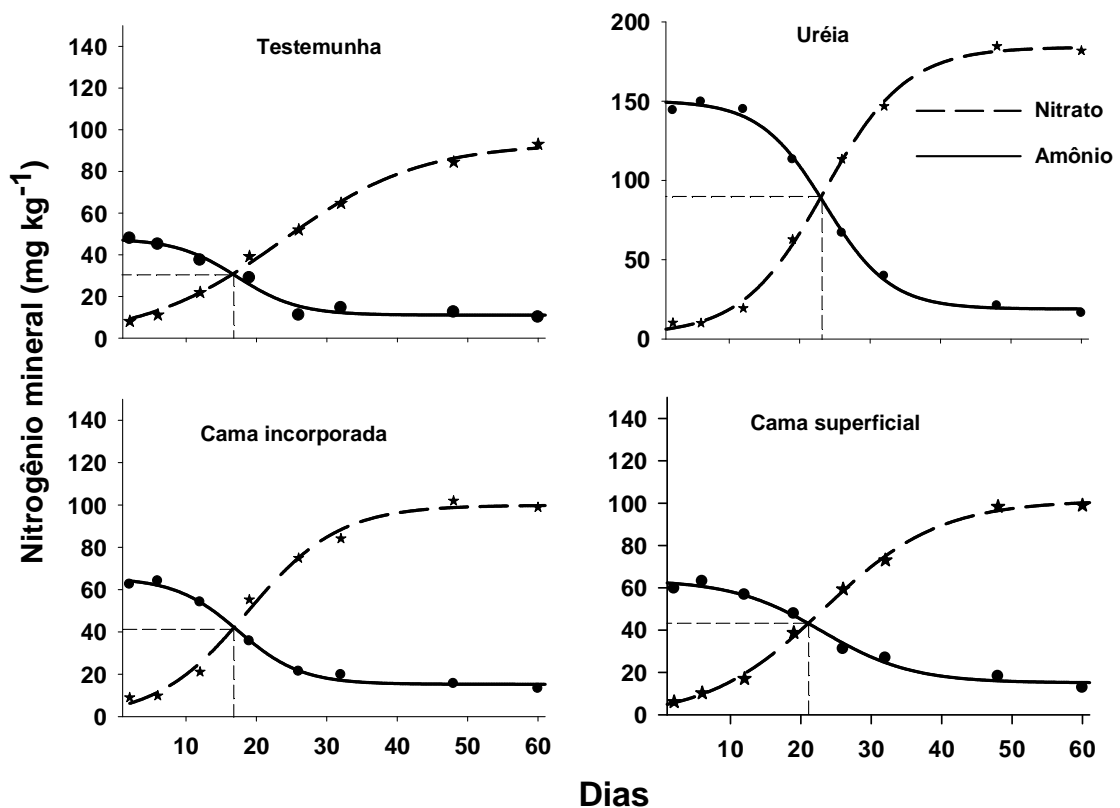 Nitrogênio mineral (mg kg⁻¹)
Testemunha
140
120
100
80
60
40
20
0
Uréia
200
150
100
50
0
Nitrato
Amônio
Cama incorporada
140
120
100
80
60
40
20
0
10 20 30 40 50 60
Cama superficial
140
120
100
80
60
40
20
0
10 20 30 40 50 60
Dias